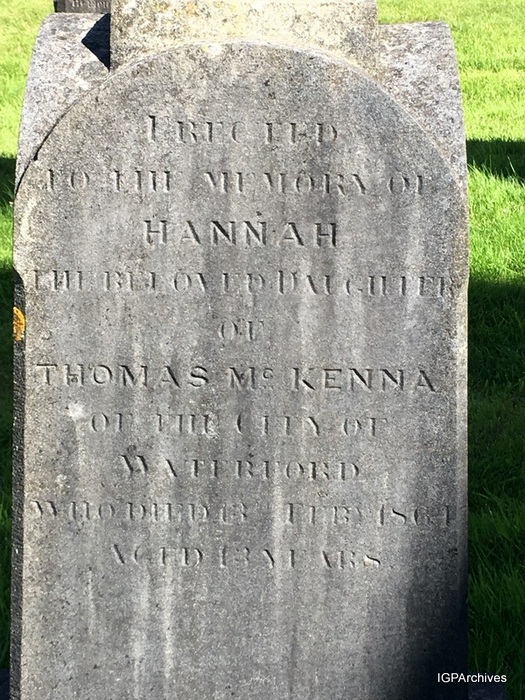 ERECTED
TO THE MEMORY OF
HANNAH
THE BELOVED DAUGHTER
OF
THOMAS Mc KENNA
OF THE CITY OF
WATERFORD
WHO DIED 13 FEBY 1864
AGED 13 YEARS.
IGPArchives